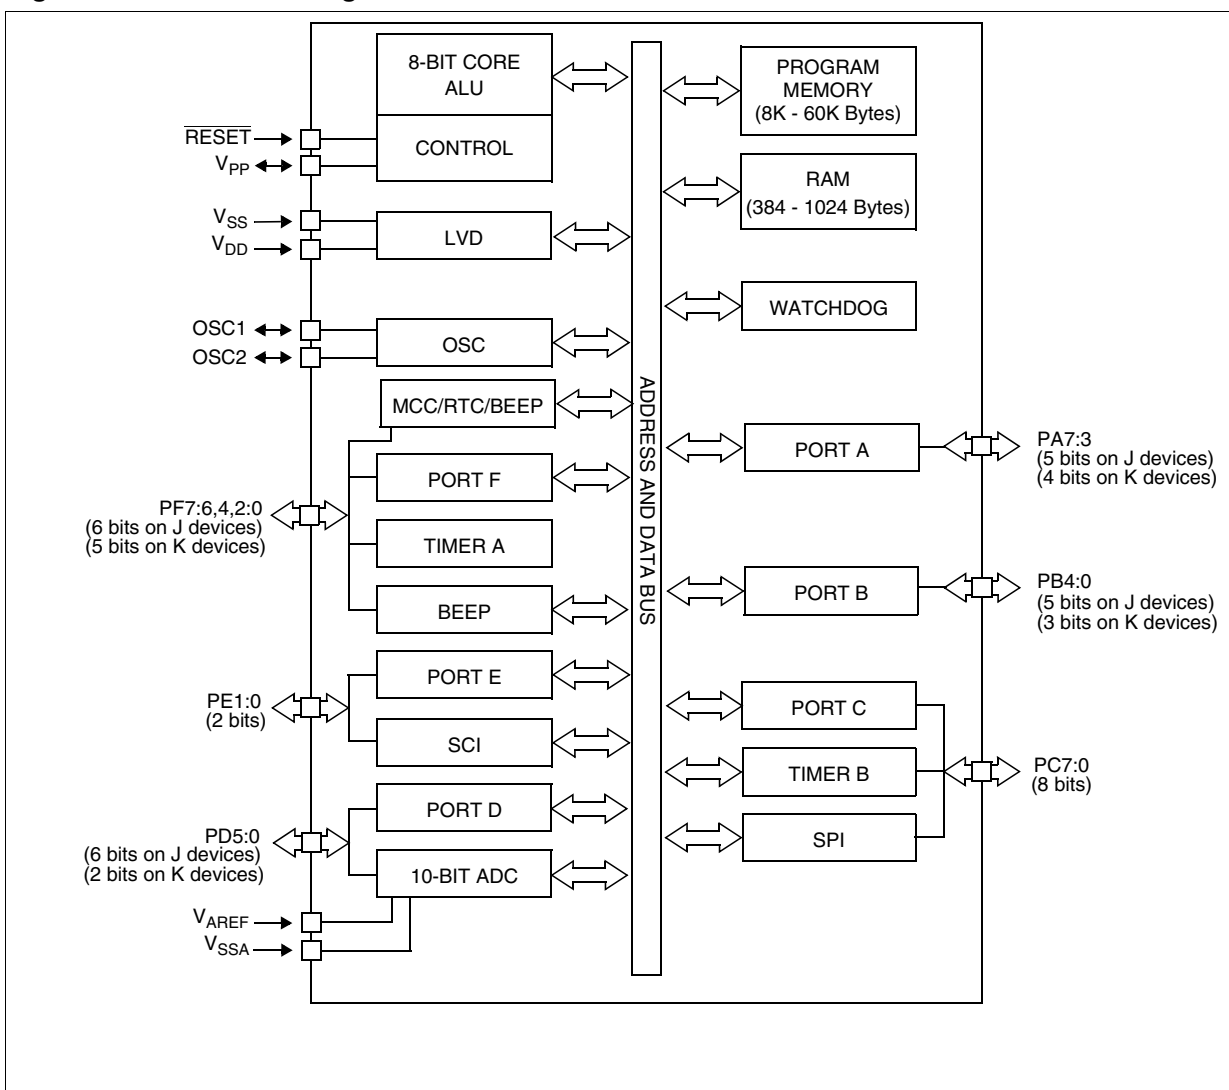 8-BIT CORE
ALU
CONTROL
RESET
VPP
VSS
VDD
LVD
OSC1
OSC2
OSC
MCC/RTC/BEEP
PORT F
PF7:6,4,2:0
(6 bits on J devices)
(5 bits on K devices)
TIMER A
BEEP
PORT E
PE1:0
(2 bits)
SCI
PORT D
PD5:0
(6 bits on J devices)
(2 bits on K devices)
10-BIT ADC
VAREF
VSSA
ADDRESS AND DATA BUS
PROGRAM
MEMORY
(8K - 60K Bytes)
RAM
(384 - 1024 Bytes)
WATCHDOG
PORT A
PA7:3
(5 bits on J devices)
(4 bits on K devices)
PORT B
PB4:0
(5 bits on J devices)
(3 bits on K devices)
PORT C
TIMER B
PC7:0
(8 bits)
SPI